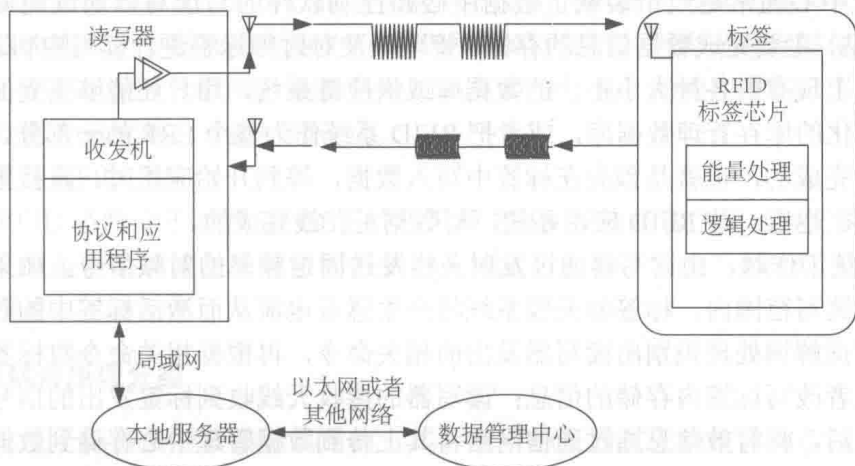 读写器
标签
RFID
标签芯片
收发机
能量处理
逻辑处理
协议和应
用程序
局域网
以太网或者
其他网络
本地服务器
数据管理中心